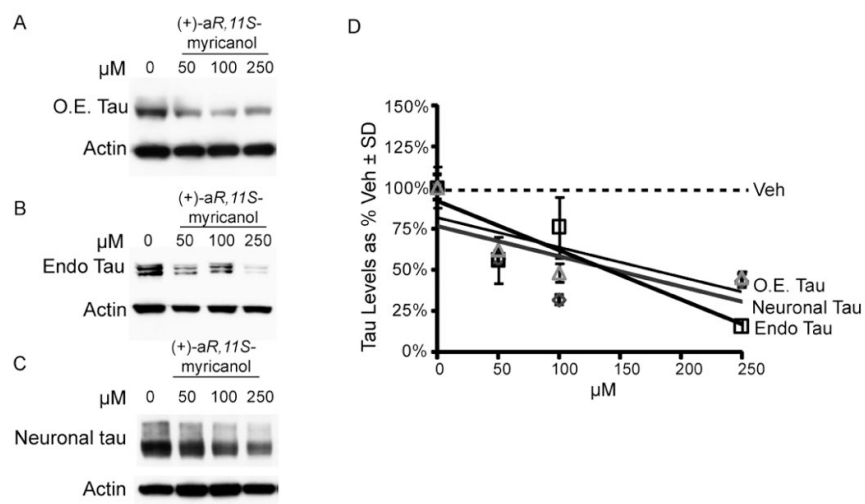 A
(+)-aR,11S-
myricanol
μM 0 50 100 250
O.E. Tau
Actin
B
(+)-aR,11S-
myricanol
μM 0 50 100 250
Endo Tau
Actin
C
(+)-aR,11S-
myricanol
μM 0 50 100 250
Neuronal tau
Actin
D
Tau Levels as % Veh ± SD
150%
125%
100%
75%
50%
25%
0%
Veh
O.E. Tau
Neuronal Tau
Endo Tau
0 50 100 150 200 250
μM